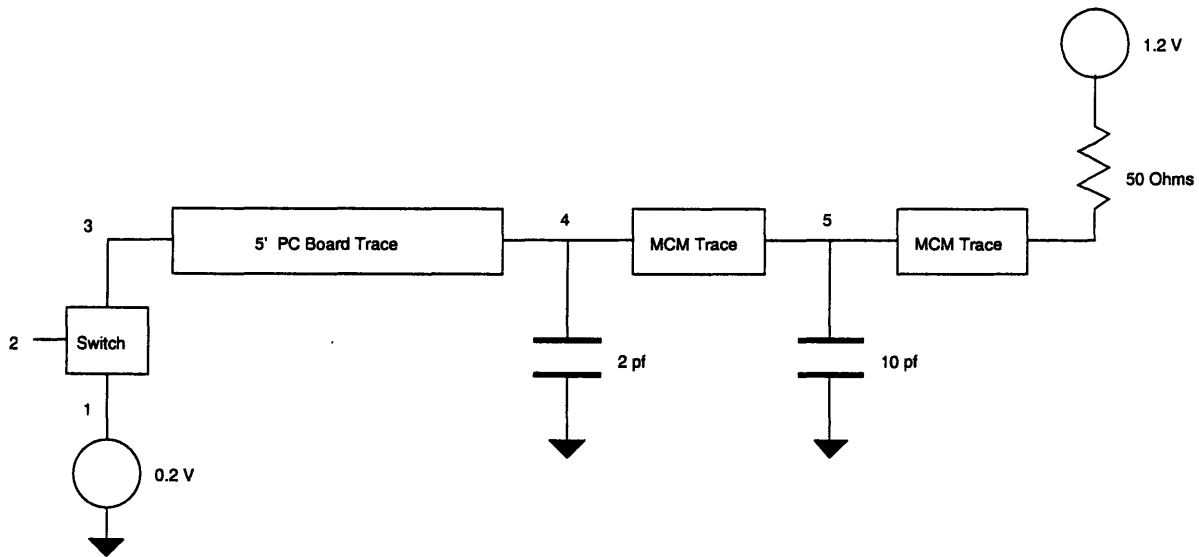 1.2 V
50 Ohms
3
5' PC Board Trace
4
MCM Trace
5
MCM Trace
2
Switch
2 pf
10 pf
1
0.2 V